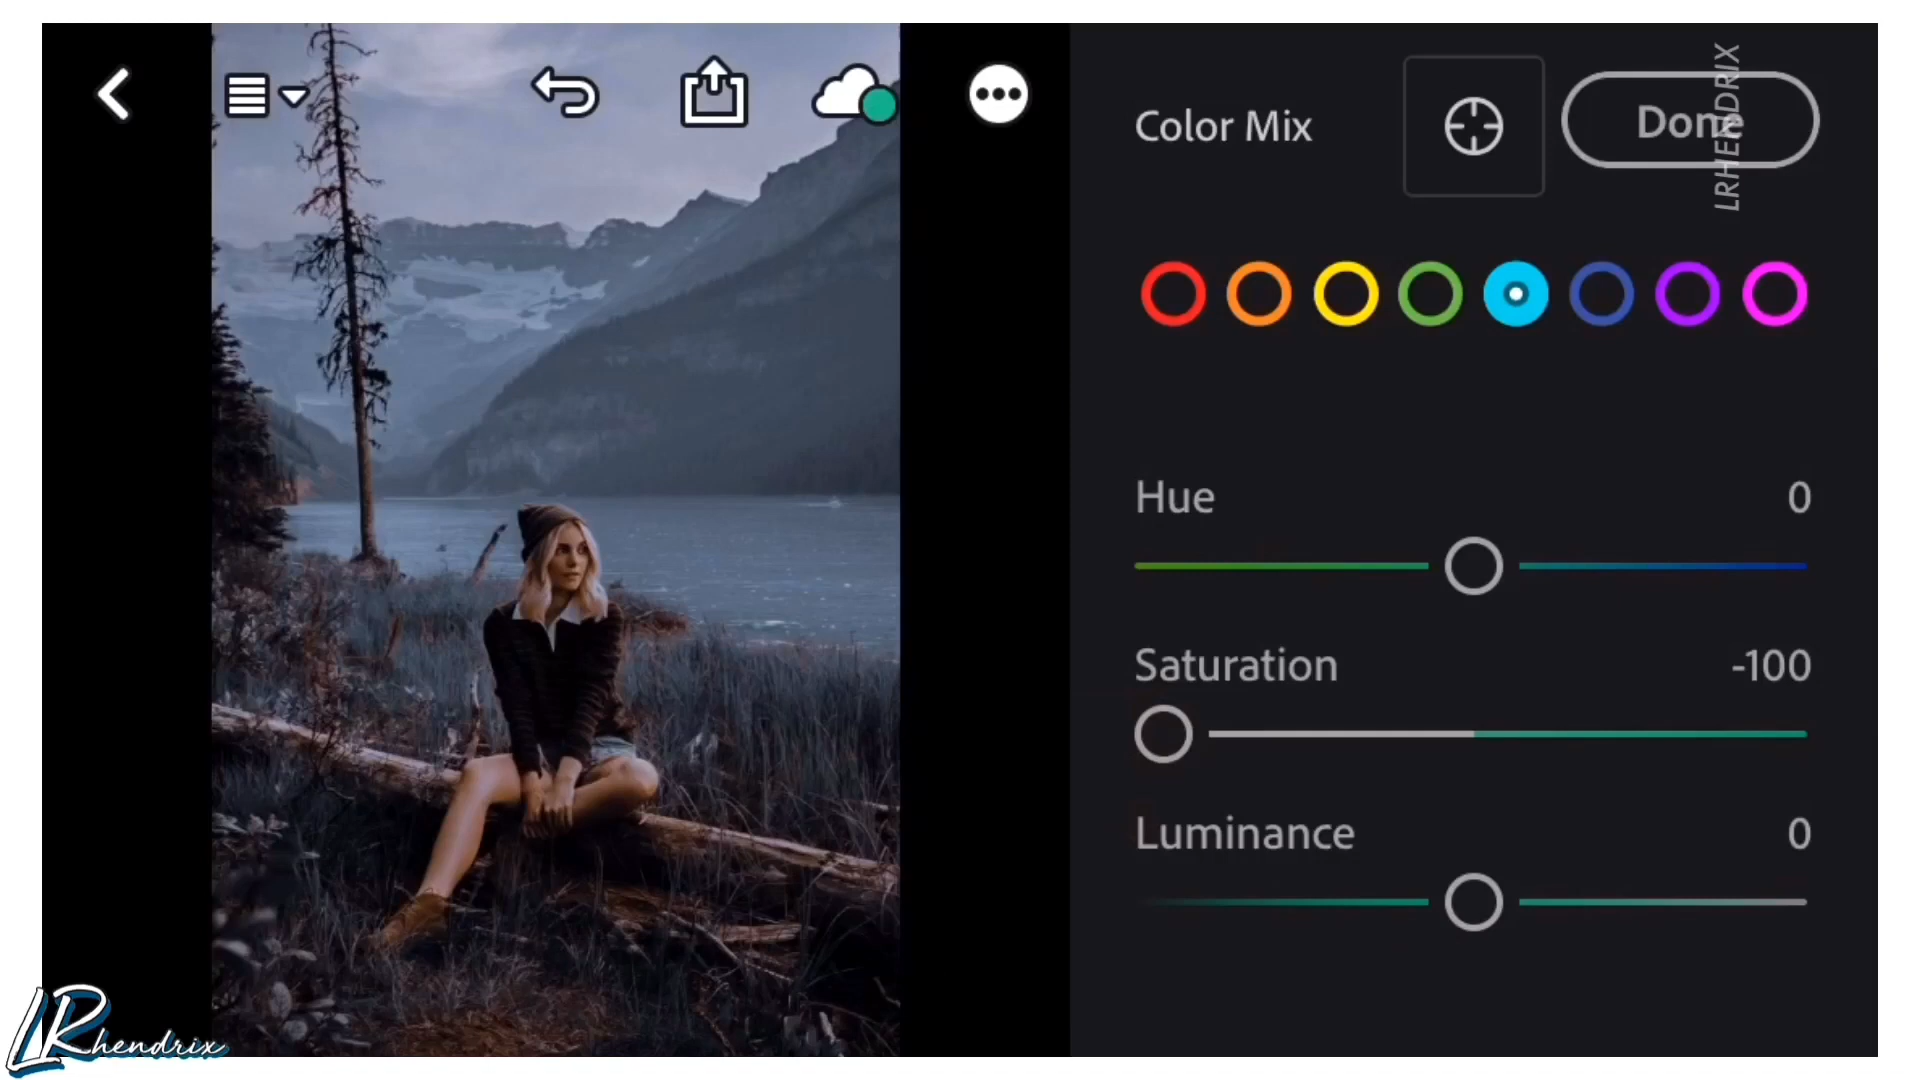 Color Mix
Done
LRHENDRIX
Hue 0
Saturation -100
Luminance 0
LRhendrix